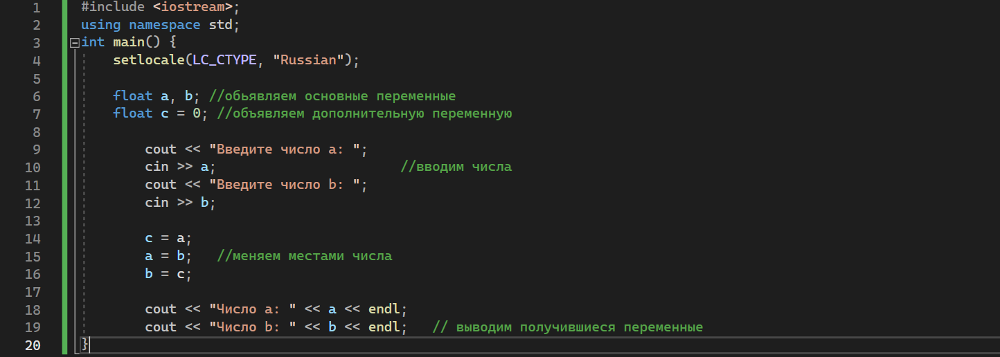 1 #include <iostream>;
2 using namespace std;
3 int main() {
4 setlocale(LC_CTYPE, "Russian");
5
6 float a, b; //обьявляем основные переменные
7 float c = 0; //объявляем дополнительную переменную
8
9 cout << "Введите число a: ";
10 cin >> a; //вводим числа
11 cout << "Введите число b: ";
12 cin >> b;
13
14 c = a;
15 a = b; //меняем местами числа
16 b = c;
17
18 cout << "Число a: " << a << endl;
19 cout << "Число b: " << b << endl; // выводим получившиеся переменные
20 }